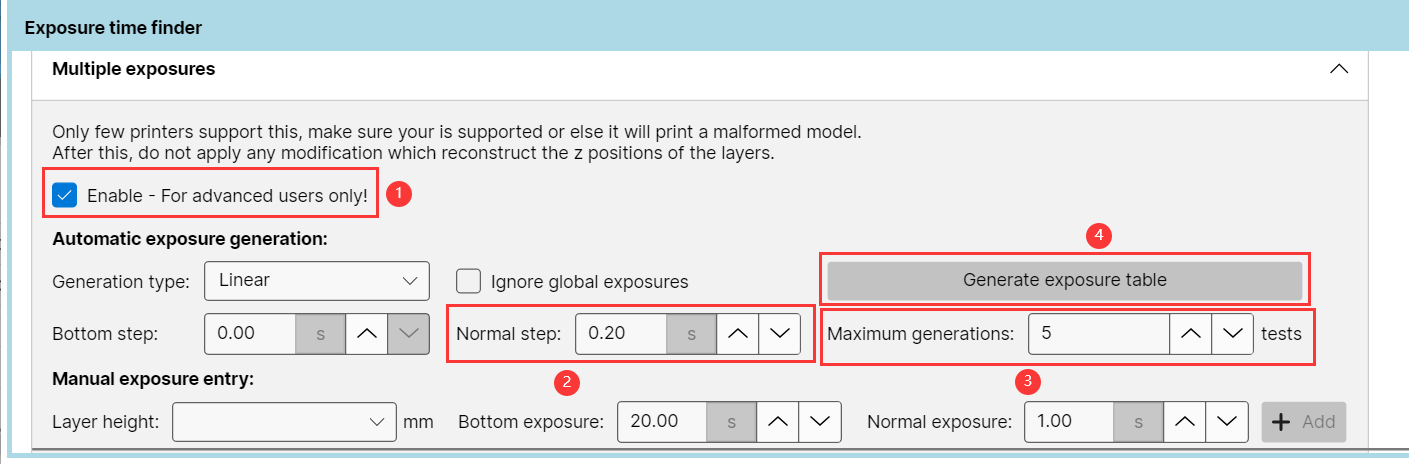 Exposure time finder
Multiple exposures
Only few printers support this, make sure your is supported or else it will print a malformed model.
After this, do not apply any modification which reconstruct the z positions of the layers.
Enable - For advanced users only! 1
Automatic exposure generation: 4
Generation type: Linear Ignore global exposures Generate exposure table
Bottom step: 0.00 s Normal step: 0.20 s Maximum generations: 5 tests
Manual exposure entry: 2 3
Layer height: mm Bottom exposure: 20.00 s Normal exposure: 1.00 s + Add